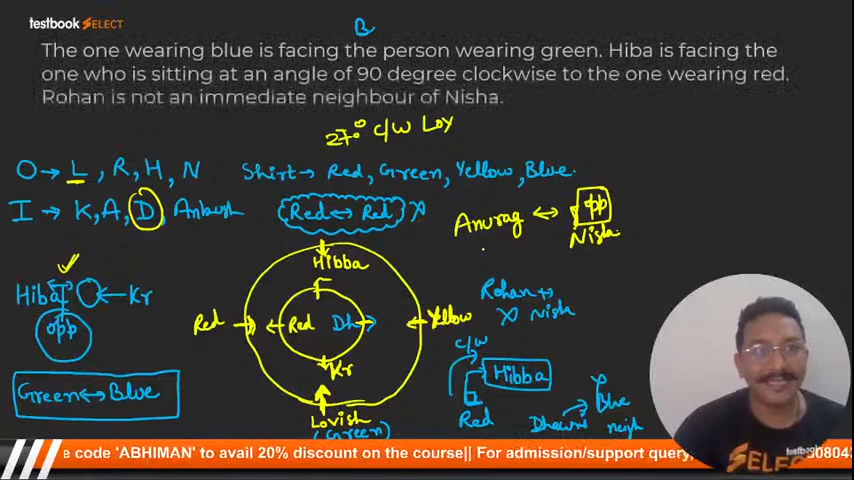 testbook SELECT
B
The one wearing blue is facing the person wearing green. Hiba is facing the
one who is sitting at an angle of 90 degree clockwise to the one wearing red.
Rohan is not an immediate neighbour of Nisha.
270° c/w Lov
O→ L, R, H, N Shirt→ Red, Green, Yellow, Blue.
I → K, A, D, Ankush (Red ↔ Red) X
Anurag ↔ opp
Nisha
Hibba
Hiba Kr
opp
Red → ← Red Dh → ← Yellow
Rohan ↔
X Nish
c/w
Hibba
Kr
Green ↔ Blue
Red
Blue
neigh
Lovish
(Green)
e code 'ABHIMAN' to avail 20% discount on the course|| For admission/support query,
testbook
SELEC